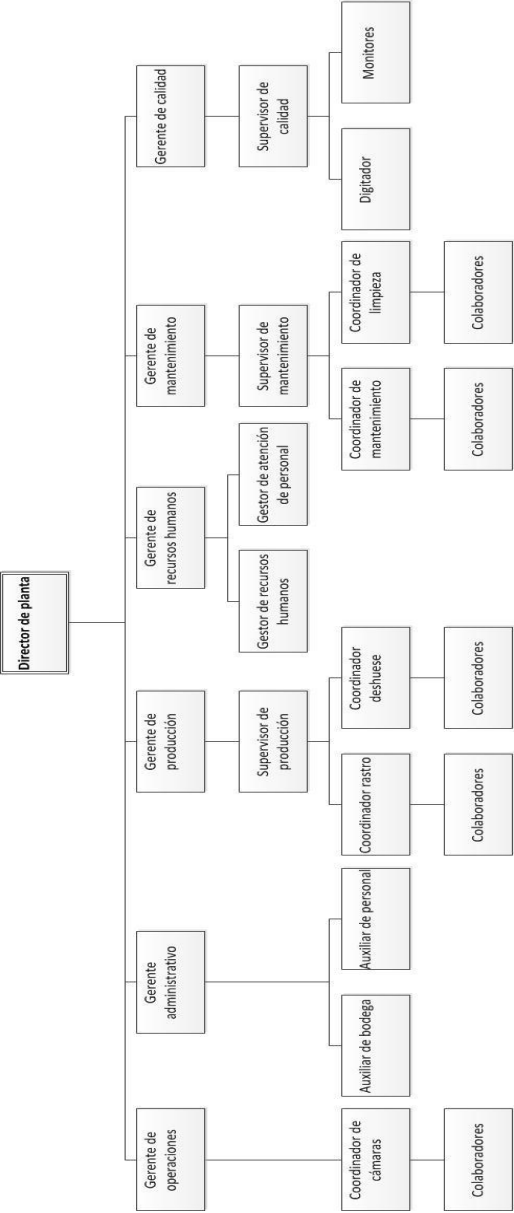 Director de planta
Gerente de
operaciones
Gerente
administrativo
Gerente de
producción
Gerente de
recursos humanos
Gerente de
mantenimiento
Gerente de calidad
Supervisor de
producción
Gestor de recursos
humanos
Gestor de atención
de personal
Supervisor de
mantenimiento
Supervisor de
calidad
Coordinador de
cámaras
Auxiliar de bodega
Auxiliar de personal
Coordinador rastro
Coordinador
deshuese
Coordinador de
mantenimiento
Coordinador de
limpieza
Digitador
Monitores
Colaboradores
Colaboradores
Colaboradores
Colaboradores
Colaboradores